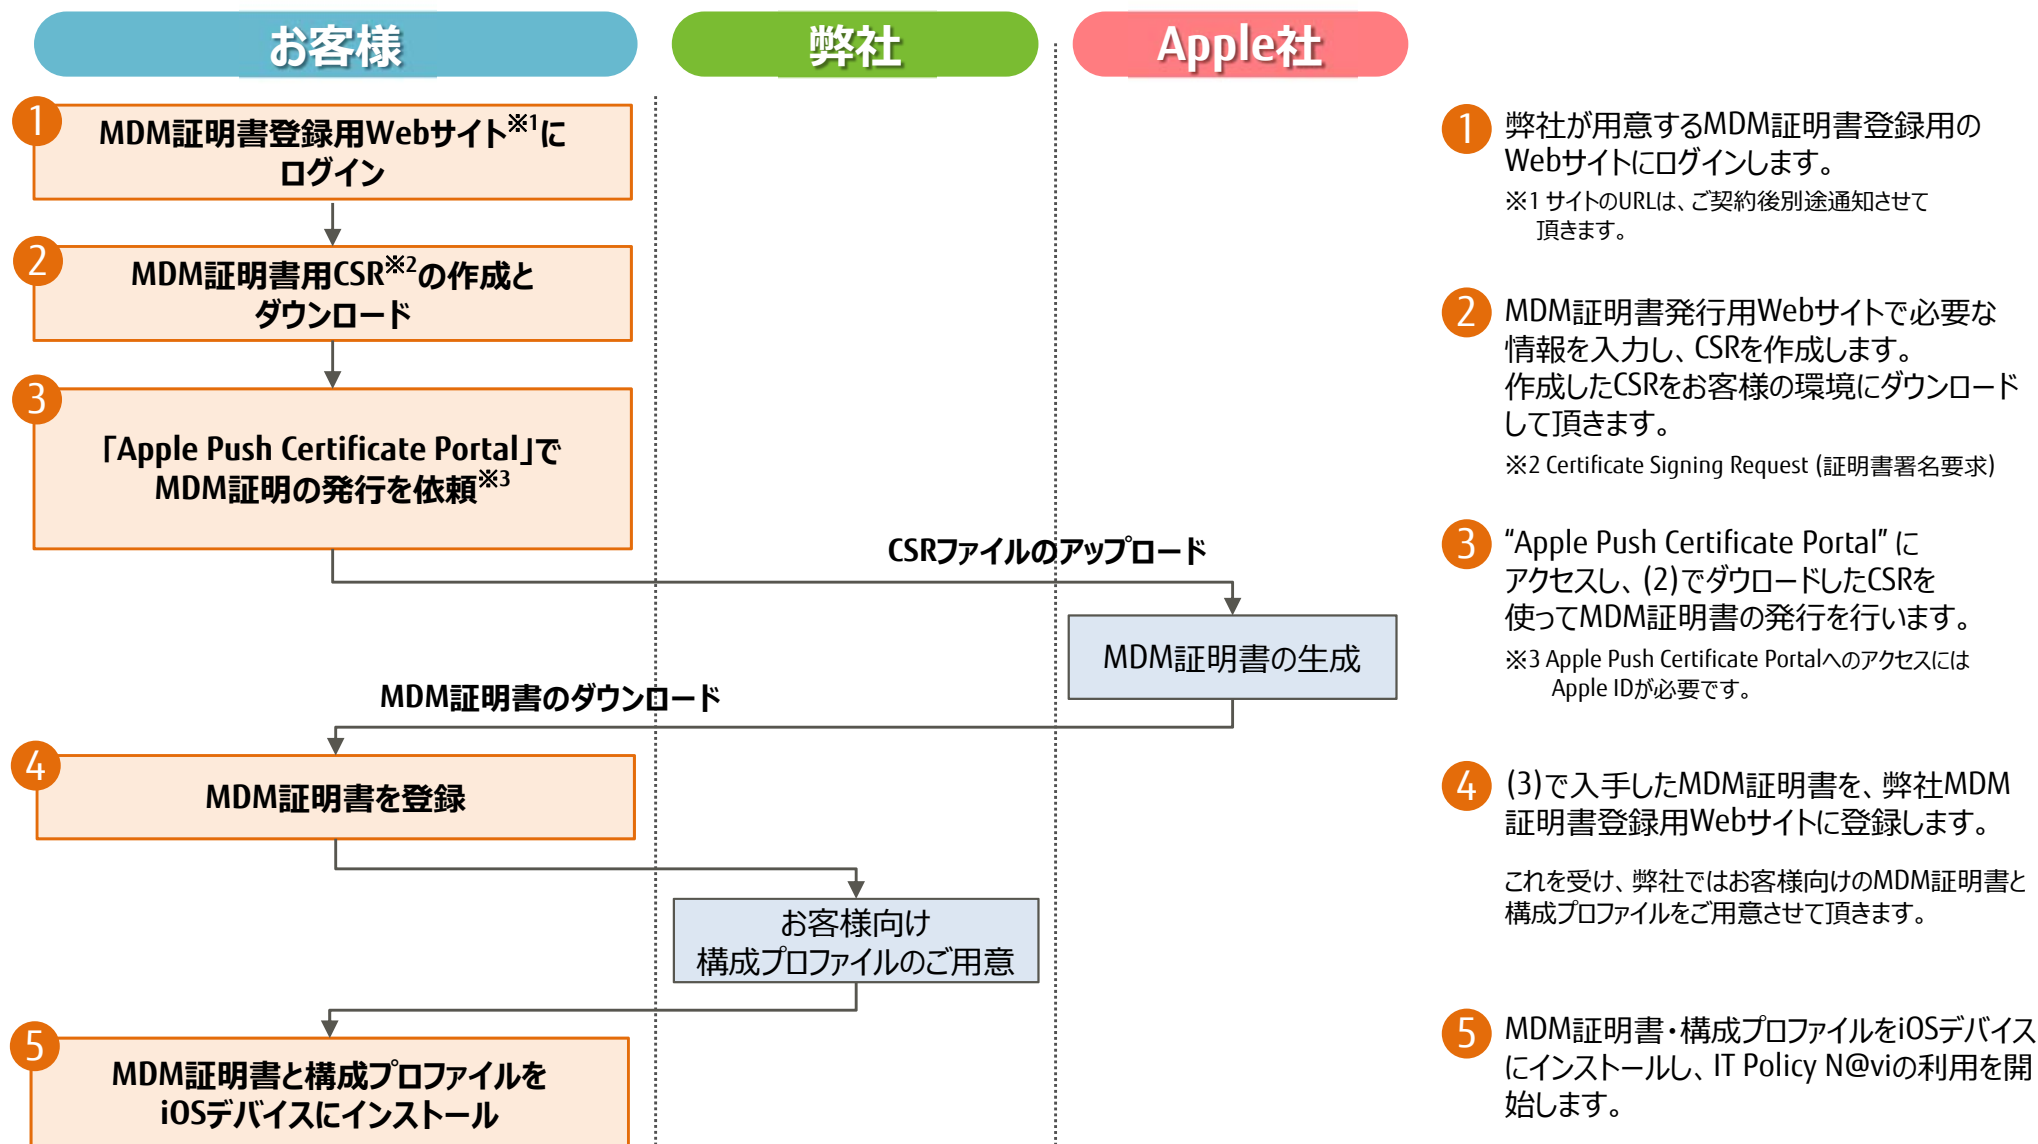 お客様
弊社
Apple社
1
MDM証明書登録用Webサイト※1に
ログイン
2
MDM証明書用CSR※2の作成と
ダウンロード
3
「Apple Push Certificate Portal」で
MDM証明の発行を依頼※3
CSRファイルのアップロード
MDM証明書の生成
MDM証明書のダウンロード
4
MDM証明書を登録
お客様向け
構成プロファイルのご用意
5
MDM証明書と構成プロファイルを
iOSデバイスにインストール
1
弊社が用意するMDM証明書登録用の
Webサイトにログインします。
※1 サイトのURLは、ご契約後別途通知させて
頂きます。
2
MDM証明書発行用Webサイトで必要な
情報を入力し、CSRを作成します。
作成したCSRをお客様の環境にダウンロード
して頂きます。
※2 Certificate Signing Request (証明書署名要求)
3
“Apple Push Certificate Portal” に
アクセスし、(2)でダウロードしたCSRを
使ってMDM証明書の発行を行います。
※3 Apple Push Certificate Portalへのアクセスには
Apple IDが必要です。
4
(3)で入手したMDM証明書を、弊社MDM
証明書登録用Webサイトに登録します。
これを受け、弊社ではお客様向けのMDM証明書と
構成プロファイルをご用意させて頂きます。
5
MDM証明書・構成プロファイルをiOSデバイス
にインストールし、IT Policy N@viの利用を開
始します。